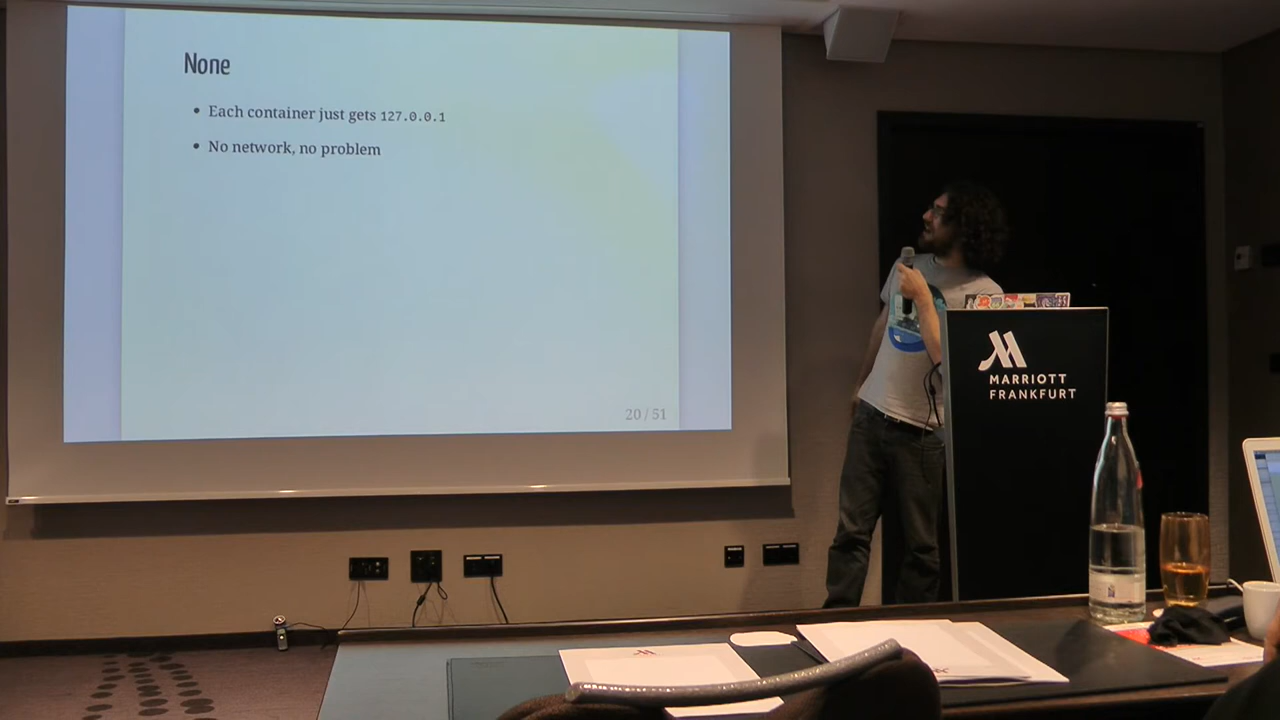 None
Each container just gets 127.0.0.1
No network, no problem
20 / 51
MARRIOTT
FRANKFURT